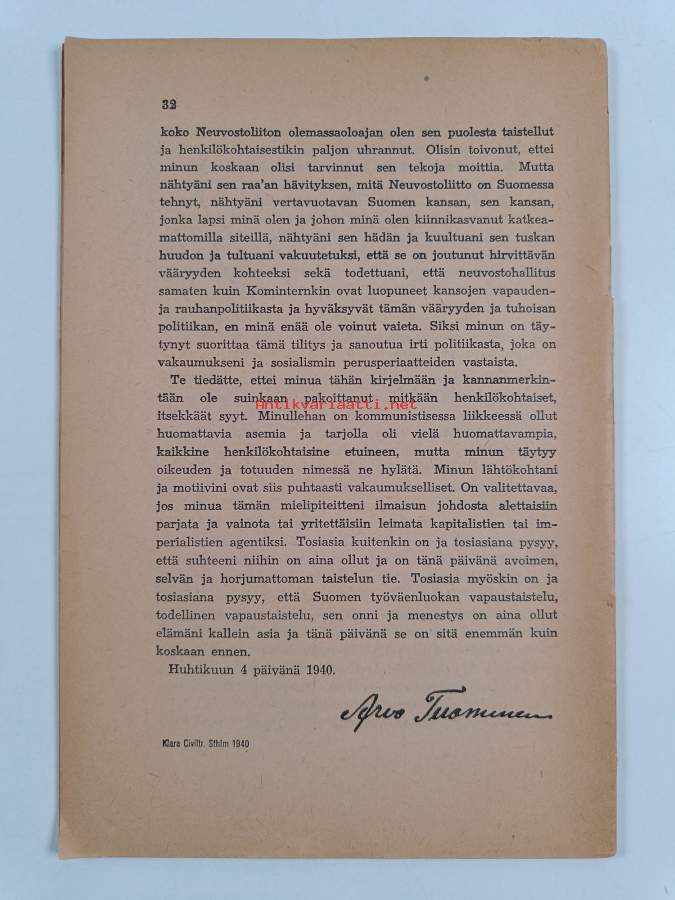 32
koko Neuvostoliiton olemassaoloajan olen sen puolesta taistellut
ja henkilökohtaisestikin paljon uhrannut. Olisin toivonut, ettei
minun koskaan olisi tarvinnut sen tekoja moittia. Mutta
nähtyäni sen raa'an hävityksen, mitä Neuvostoliitto on Suomessa
tehnyt, nähtyäni vertavuotavan Suomen kansan, sen kansan,
jonka lapsi minä olen ja johon minä olen kiinnikasvanut katkea-
mattomilla siteillä, nähtyäni sen hädän ja kuultuani sen tuskan
huudon ja tultuani vakuutetuksi, että se on joutunut hirvittävän
vääryyden kohteeksi sekä todettuani, että neuvostohallitus
samaten kuin Kominternkin ovat luopuneet kansojen vapauden-
ja rauhanpolitiikasta ja hyväksyvät tämän vääryyden ja tuhoisan
politiikan, en minä enää ole voinut vaieta. Siksi minun on täy-
tynyt suorittaa tämä tilitys ja sanoutua irti politiikasta, joka on
vakaumukseni ja sosialismin perusperiaatteiden vastaista.
Te tiedätte, ettei minua tähän kirjelmään ja kannanmerkin-
tään ole suinkaan pakoittanut mitkään henkilökohtaiset,
Antikvariaatti.net
itsekkäät syyt. Minullehan on kommunistisessa liikkeessä ollut
huomattavia asemia ja tarjolla oli vielä huomattavampia,
kaikkine henkilökohtaisine etuineen, mutta minun täytyy
oikeuden ja totuuden nimessä ne hylätä. Minun lähtökohtani
ja motiivini ovat siis puhtaasti vakaumukselliset. On valitettavaa,
jos minua tämän mielipiteitteni ilmaisun johdosta alettaisiin
parjata ja vainota tai yritettäisiin leimata kapitalistien tai im-
perialistien agentiksi. Tosiasia kuitenkin on ja tosiasiana pysyy,
että suhteeni niihin on aina ollut ja on tänä päivänä avoimen,
selvän ja horjumattoman taistelun tie. Tosiasia myöskin on ja
tosiasiana pysyy, että Suomen työväenluokan vapaustaistelu,
todellinen vapaustaistelu, sen onni ja menestys on aina ollut
elämäni kallein asia ja tänä päivänä se on sitä enemmän kuin
koskaan ennen.
Huhtikuun 4 päivänä 1940.
Arvo Tuominen
Klara Civiltr. Sthlm 1940